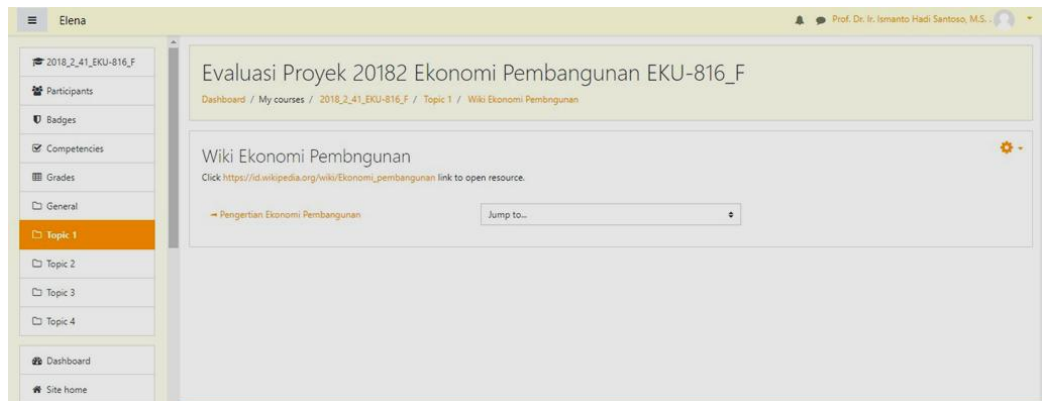 Elena
Prof. Dr. Ir. Ismanto Hadi Santoso, M.S. .
2018_2_41_EKU-816_F
Participants
Badges
Competencies
Grades
General
Topic 1
Topic 2
Topic 3
Topic 4
Dashboard
Site home
Evaluasi Proyek 20182 Ekonomi Pembangunan EKU-816_F
Dashboard / My courses / 2018_2_41_EKU-816_F / Topic 1 / Wiki Ekonomi Pembngunan
Wiki Ekonomi Pembngunan
Click https://id.wikipedia.org/wiki/Ekonomi_pembangunan link to open resource.
Pengertian Ekonomi Pembangunan
Jump to...